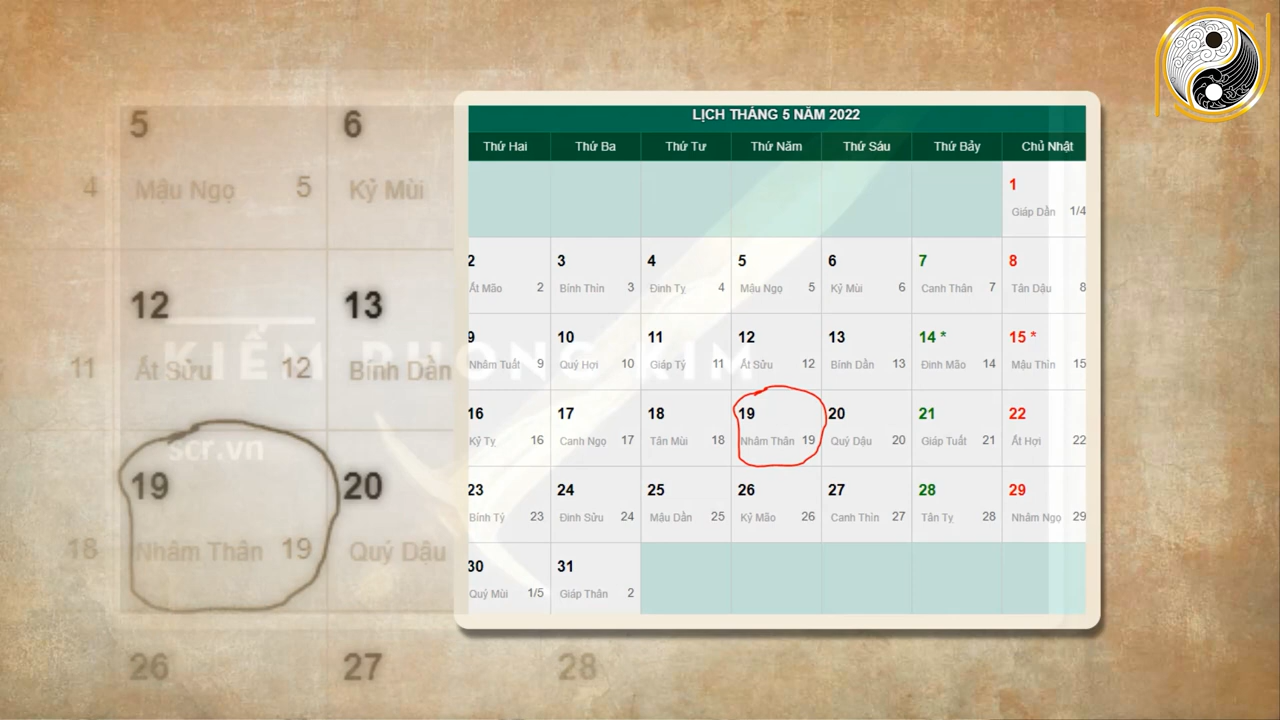 LỊCH THÁNG 5 NĂM 2022
Thứ Hai Thứ Ba Thứ Tư Thứ Năm Thứ Sáu Thứ Bảy Chủ Nhật
1
Giáp Dần 1/4
2 3 4 5 6 7 8
Ất Mão 2 Bính Thìn 3 Đinh Tỵ 4 Mậu Ngọ 5 Kỷ Mùi 6 Canh Thân 7 Tân Dậu 8
9 10 11 12 13 14 * 15 *
Nhâm Tuất 9 Quý Hợi 10 Giáp Tý 11 Ất Sửu 12 Bính Dần 13 Đinh Mão 14 Mậu Thìn 15
16 17 18 19 20 21 22
Kỷ Tỵ 16 Canh Ngọ 17 Tân Mùi 18 Nhâm Thân 19 Quý Dậu 20 Giáp Tuất 21 Ất Hợi 22
23 24 25 26 27 28 29
Bính Tý 23 Đinh Sửu 24 Mậu Dần 25 Kỷ Mão 26 Canh Thìn 27 Tân Tỵ 28 Nhâm Ngọ 29
30 31
Quý Mùi 1/5 Giáp Thân 2
5 6
4 Mậu Ngọ 5 Kỷ Mùi
12 13
11 Ất Sửu 12 Bính Dần
19 20
18 Nhâm Thân 19 Quý Dậu
26 27 28
KIẾM PHONG KIM
scr.vn